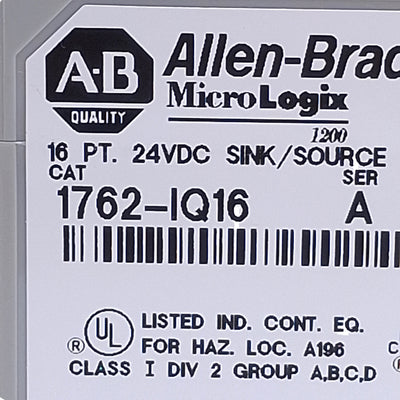 A·B
QUALITY
Allen-Brad
MicroLogix
1200
16 PT. 24VDC SINK/SOURCE
CAT SER
1762-IQ16 A
UL ®
LISTED IND. CONT. EQ.
FOR HAZ. LOC. A196
CLASS I DIV 2 GROUP A,B,C,D